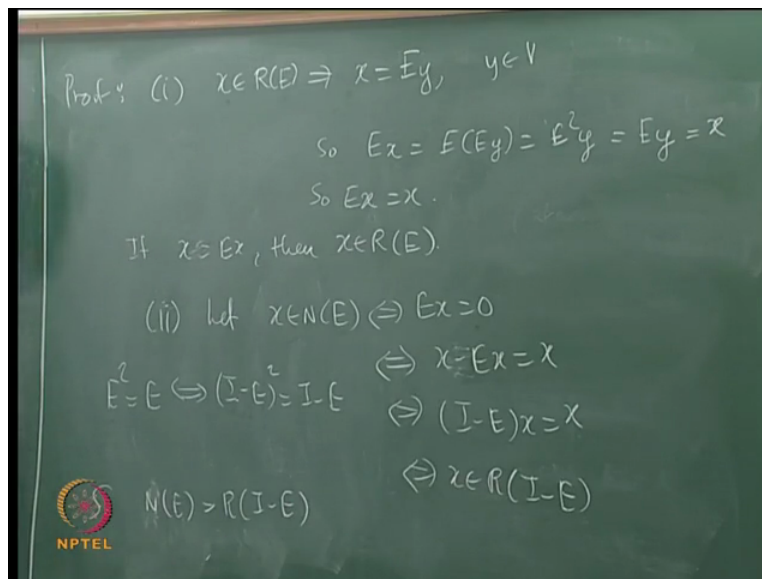 Proof: (i) x∈R(E) ⇒ x = Ey, y∈V
So Ex = E(Ey) = E²y = Ey = x
So Ex = x.
If x = Ex, then x∈R(E).
(ii) Let x∈N(E) ⇔ Ex = 0
⇔ x-Ex = x
E² = E ⇔ (I-E)² = I-E
⇔ (I-E)x = x
⇔ x∈R(I-E)
N(E) = R(I-E)
NPTEL